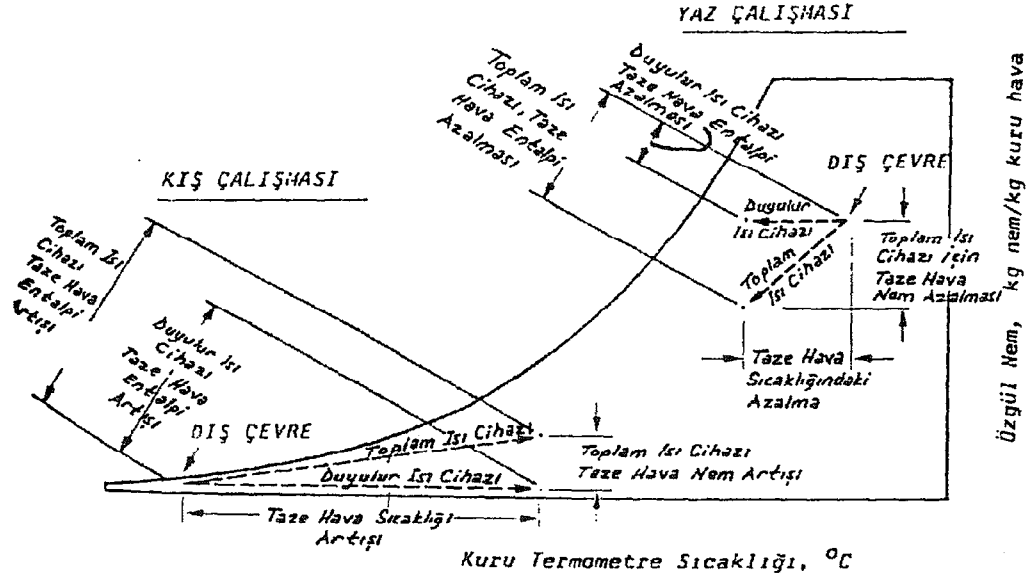 YAZ ÇALIŞMASI
Toplam Isı
Cihazı, Taze
Hava Entalpi
Azalması
Duyulur Isı Cihazı
Taze Hava Entalpi
Azalması
DIŞ ÇEVRE
Duyulur
Isı Cihazı
Toplam
Isı Cihazı
Toplam Isı
Cihazı İçin
Taze Hava
Nem Azalması
Taze Hava
Sıcaklığındaki
Azalma
Üzgül Nem, kg nem/kg kuru hava
KIŞ ÇALIŞMASI
Toplam Isı
Cihazı
Taze Hava
Entalpi
Artışı
Duyulur Isı
Cihazı
Taze Hava
Entalpi
Artışı
DIŞ ÇEVRE
Toplam Isı Cihazı
Duyulur Isı Cihazı
Toplam Isı Cihazı
Taze Hava Nem Artışı
Taze Hava Sıcaklığı
Artışı
Kuru Termometre Sıcaklığı, °C